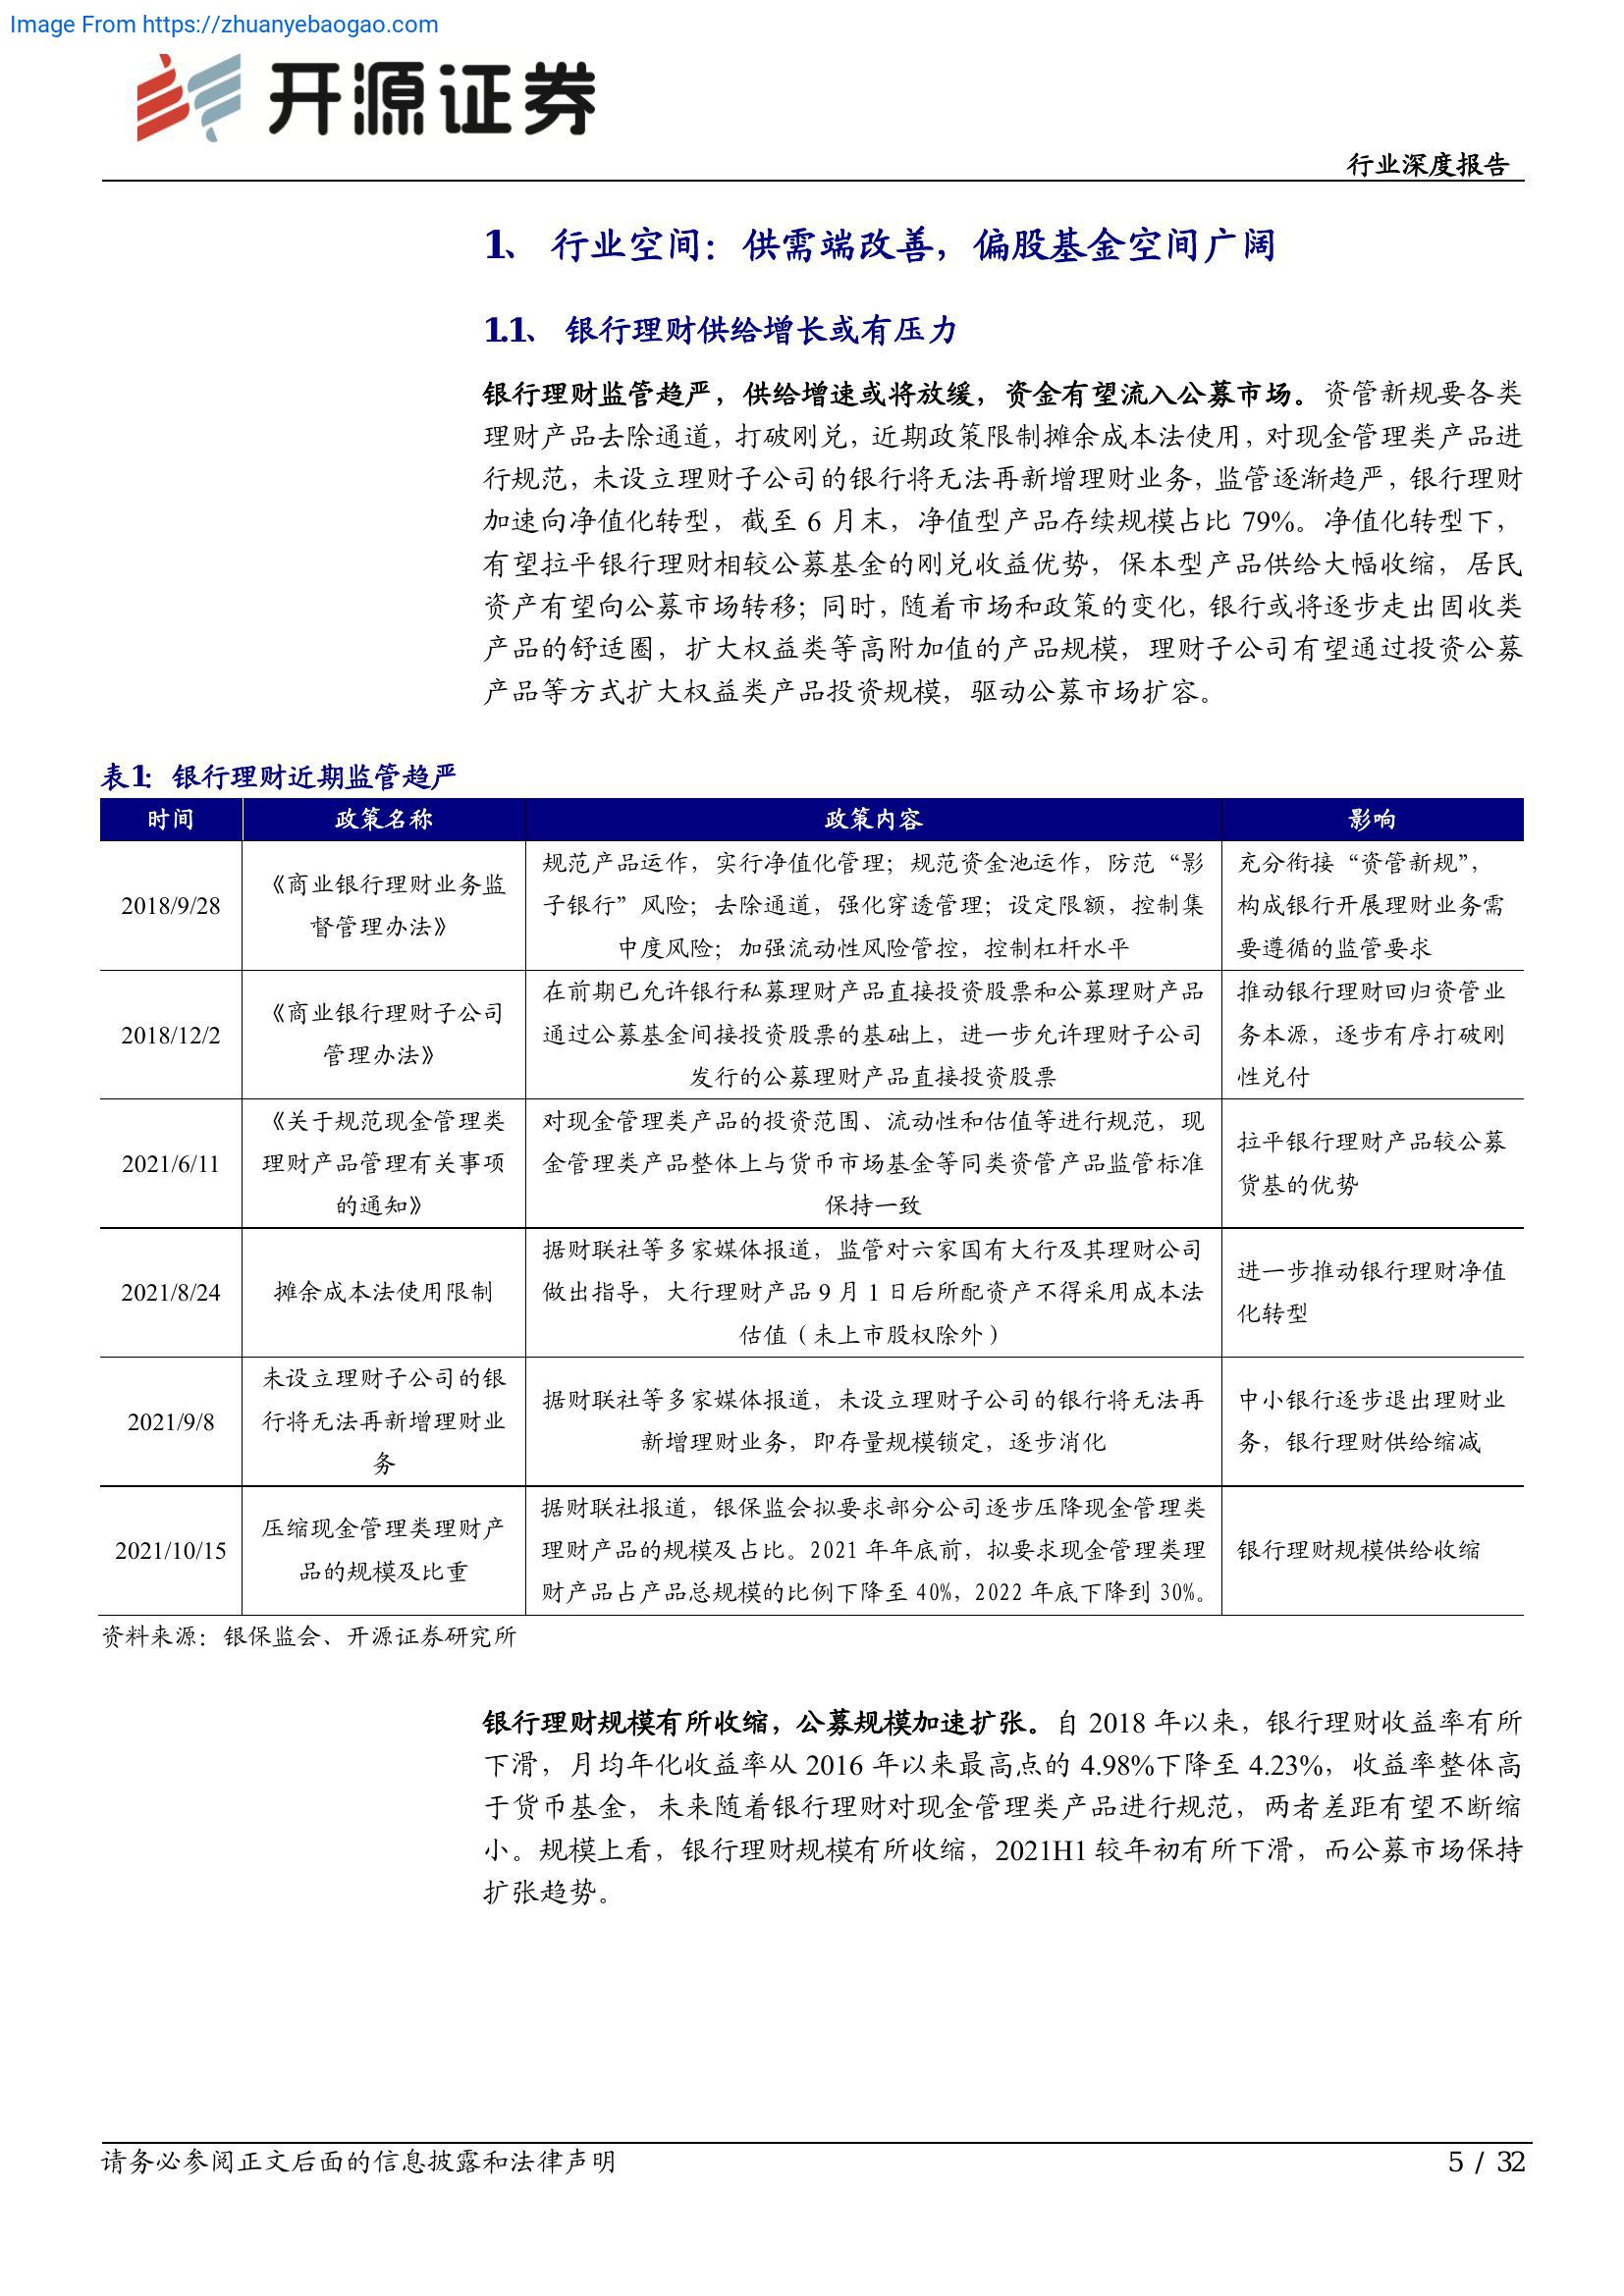 Image From https://zhuanyebaogao.com
开源证券
行业深度报告
1、 行业空间：供需端改善，偏股基金空间广阔
1.1、 银行理财供给增长或有压力
银行理财监管趋严，供给增速或将放缓，资金有望流入公募市场。资管新规要各类
理财产品去除通道，打破刚兑，近期政策限制摊余成本法使用，对现金管理类产品进
行规范，未设立理财子公司的银行将无法再新增理财业务，监管逐渐趋严，银行理财
加速向净值化转型，截至 6 月末，净值型产品存续规模占比 79%。净值化转型下，
有望拉平银行理财相较公募基金的刚兑收益优势，保本型产品供给大幅收缩，居民
资产有望向公募市场转移；同时，随着市场和政策的变化，银行或将逐步走出固收类
产品的舒适圈，扩大权益类等高附加值的产品规模，理财子公司有望通过投资公募
产品等方式扩大权益类产品投资规模，驱动公募市场扩容。
表1：银行理财近期监管趋严
时间 政策名称 政策内容 影响
2018/9/28
《商业银行理财业务监
督管理办法》
规范产品运作，实行净值化管理；规范资金池运作，防范“影
子银行”风险；去除通道，强化穿透管理；设定限额，控制集
中度风险；加强流动性风险管控，控制杠杆水平
充分衔接“资管新规”，
构成银行开展理财业务需
要遵循的监管要求
2018/12/2
《商业银行理财子公司
管理办法》
在前期已允许银行私募理财产品直接投资股票和公募理财产品
通过公募基金间接投资股票的基础上，进一步允许理财子公司
发行的公募理财产品直接投资股票
推动银行理财回归资管业
务本源，逐步有序打破刚
性兑付
2021/6/11
《关于规范现金管理类
理财产品管理有关事项
的通知》
对现金管理类产品的投资范围、流动性和估值等进行规范，现
金管理类产品整体上与货币市场基金等同类资管产品监管标准
保持一致
拉平银行理财产品较公募
货基的优势
2021/8/24
摊余成本法使用限制
据财联社等多家媒体报道，监管对六家国有大行及其理财公司
做出指导，大行理财产品 9 月 1 日后所配资产不得采用成本法
估值（未上市股权除外）
进一步推动银行理财净值
化转型
2021/9/8
未设立理财子公司的银
行将无法再新增理财业
务
据财联社等多家媒体报道，未设立理财子公司的银行将无法再
新增理财业务，即存量规模锁定，逐步消化
中小银行逐步退出理财业
务，银行理财供给缩减
2021/10/15
压缩现金管理类理财产
品的规模及比重
据财联社报道，银保监会拟要求部分公司逐步压降现金管理类
理财产品的规模及占比。2021 年年底前，拟要求现金管理类理
财产品占产品总规模的比例下降至 40%，2022 年底下降到 30%。
银行理财规模供给收缩
资料来源：银保监会、开源证券研究所
银行理财规模有所收缩，公募规模加速扩张。自 2018 年以来，银行理财收益率有所
下滑，月均年化收益率从 2016 年以来最高点的 4.98%下降至 4.23%，收益率整体高
于货币基金，未来随着银行理财对现金管理类产品进行规范，两者差距有望不断缩
小。规模上看，银行理财规模有所收缩，2021H1 较年初有所下滑，而公募市场保持
扩张趋势。
请务必参阅正文后面的信息披露和法律声明
5 / 32